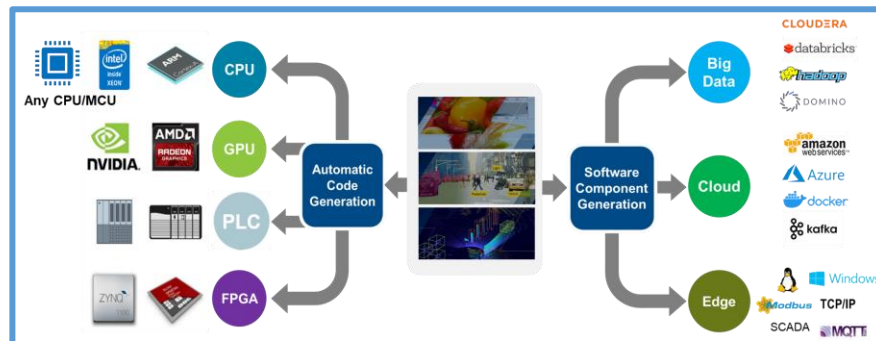 CLOUDERA
databricks
hadoop
DOMINO
Big
Data
CPU
ARM
Cortex-A
intel
inside
XEON
Any CPU/MCU
GPU
NVIDIA.
AMD
RADEON
GRAPHICS
Automatic
Code
Generation
Software
Component
Generation
Cloud
amazon
webservices
Azure
docker
kafka
PLC
FPGA
ZYNQ
Edge
Windows
Modbus
TCP/IP
SCADA
MQTT